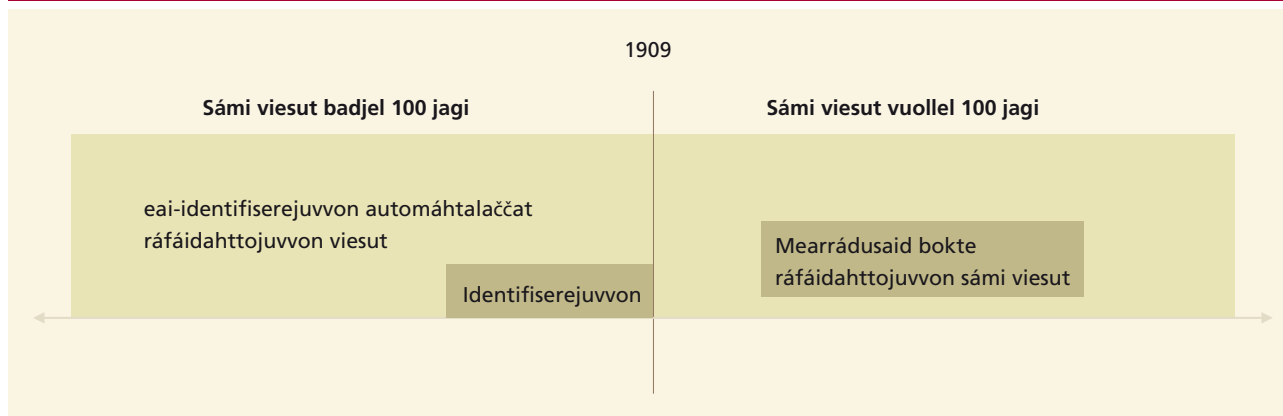 1909
Sámi viesut badjel 100 jagi
Sámi viesut vuollel 100 jagi
eai-identifiserejuvvon automáhtalaččat
ráfáidahttojuvvon viesut
Identifiserejuvvon
Mearrádusaid bokte
ráfáidahttojuvvon sámi viesut